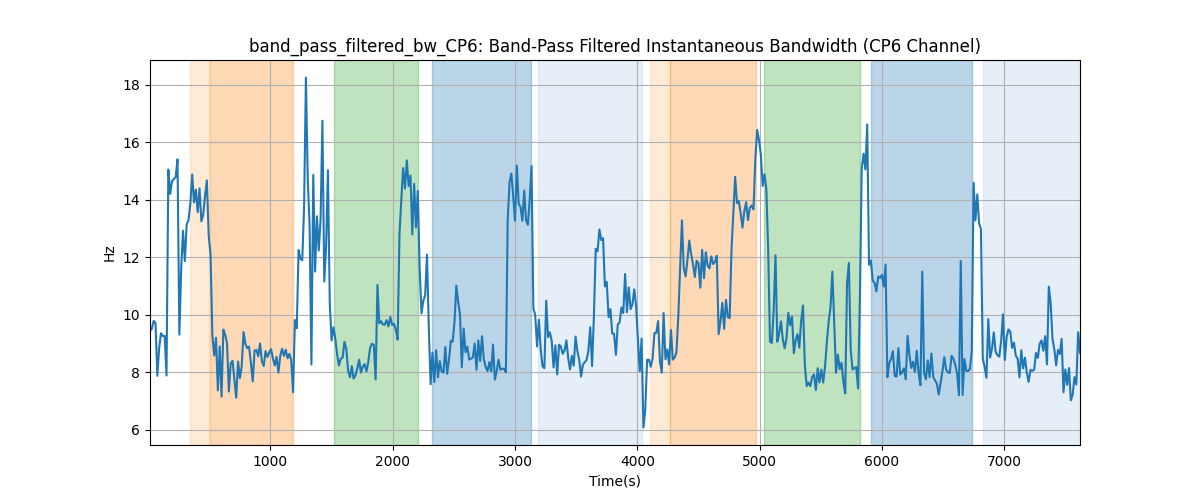 band_pass_filtered_bw_CP6: Band-Pass Filtered Instantaneous Bandwidth (CP6 Channel)
18
16
14
12
10
8
6
Hz
1000 2000 3000 4000 5000 6000 7000
Time(s)